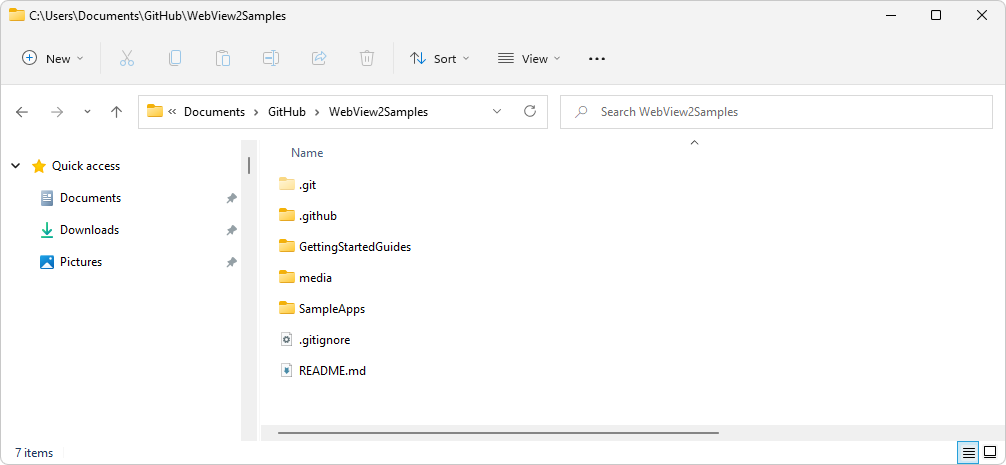 C:\Users\Documents\GitHub\WebView2Samples
New Sort View
Documents GitHub WebView2Samples Search WebView2Samples
Quick access
Documents
Downloads
Pictures
Name
.git
.github
GettingStartedGuides
media
SampleApps
.gitignore
README.md
7 items